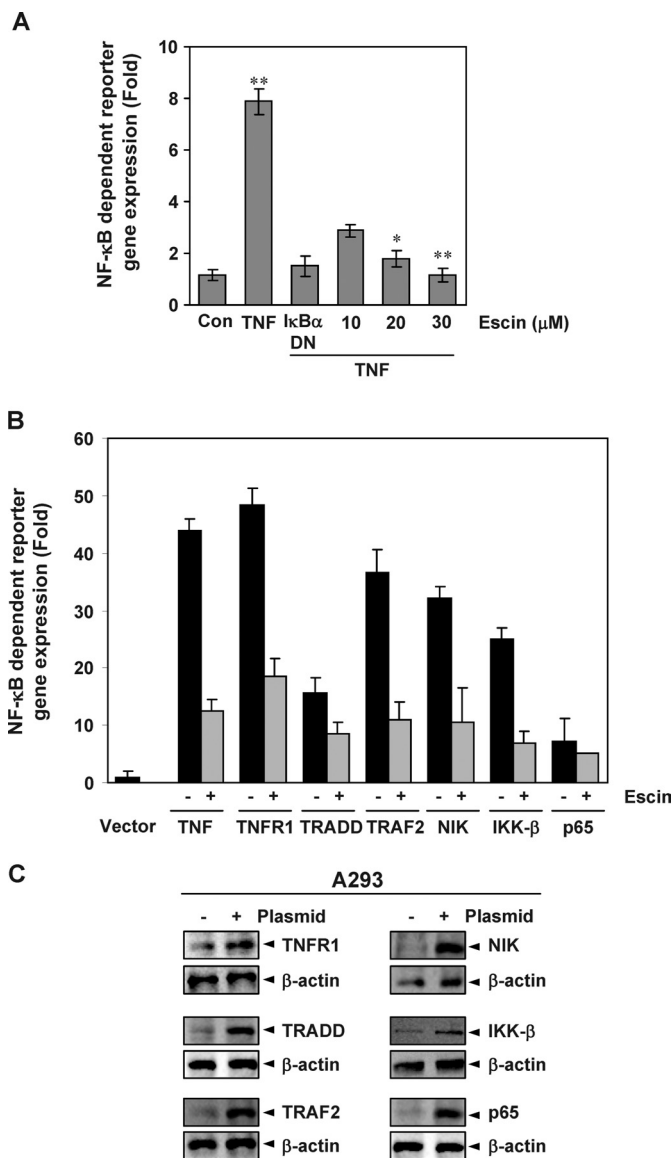 A
NF-κB dependent reporter
gene expression (Fold)
10
8
6
4
2
0
**
*
**
Con TNF IκBα 10 20 30 Escin (μM)
DN
TNF
B
NF-κB dependent reporter
gene expression (Fold)
60
50
40
30
20
10
0
- + - + - + - + - + - + - + Escin
Vector TNF TNFR1 TRADD TRAF2 NIK IKK-β p65
C
A293
- + Plasmid - + Plasmid
TNFR1 NIK
β-actin β-actin
TRADD IKK-β
β-actin β-actin
TRAF2 p65
β-actin β-actin